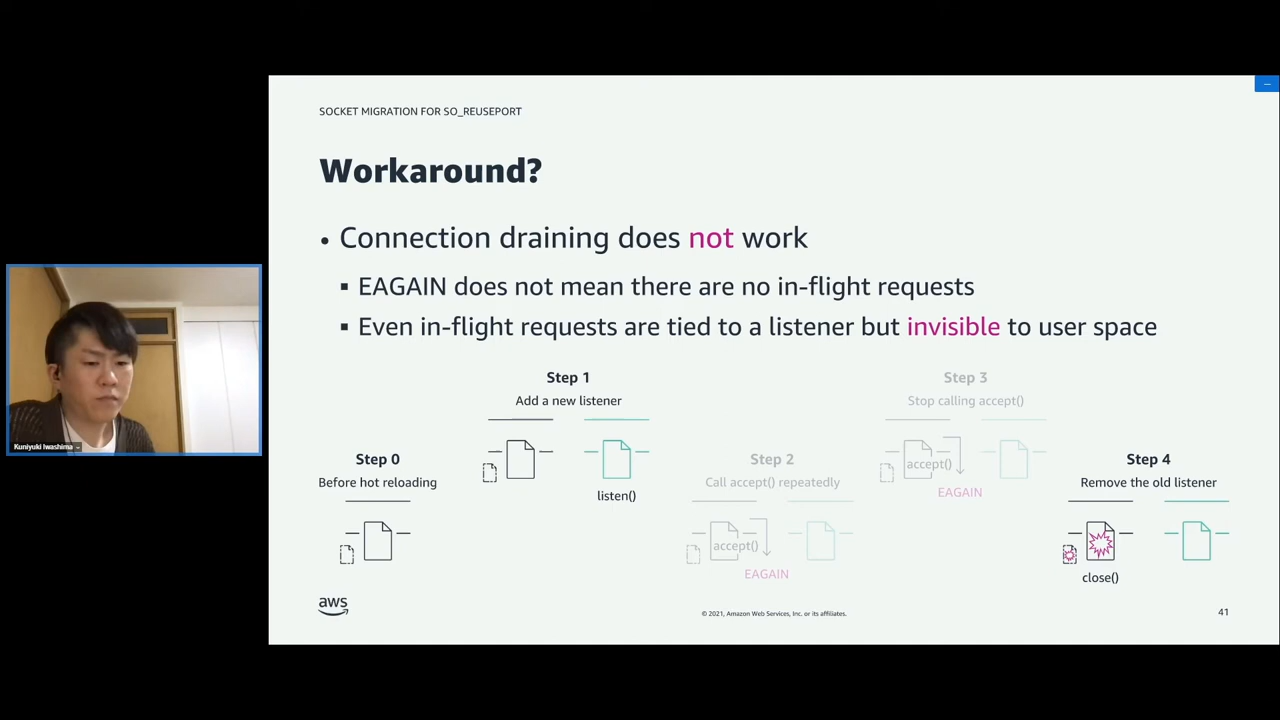 SOCKET MIGRATION FOR SO_REUSEPORT
Workaround?
• Connection draining does not work
▪ EAGAIN does not mean there are no in-flight requests
▪ Even in-flight requests are tied to a listener but invisible to user space
Step 0
Before hot reloading
Step 1
Add a new listener
listen()
Step 2
Call accept() repeatedly
accept()
EAGAIN
Step 3
Stop calling accept()
accept()
EAGAIN
Step 4
Remove the old listener
close()
Kuniyuki Iwashima
aws
© 2021, Amazon Web Services, Inc. or its affiliates.
41